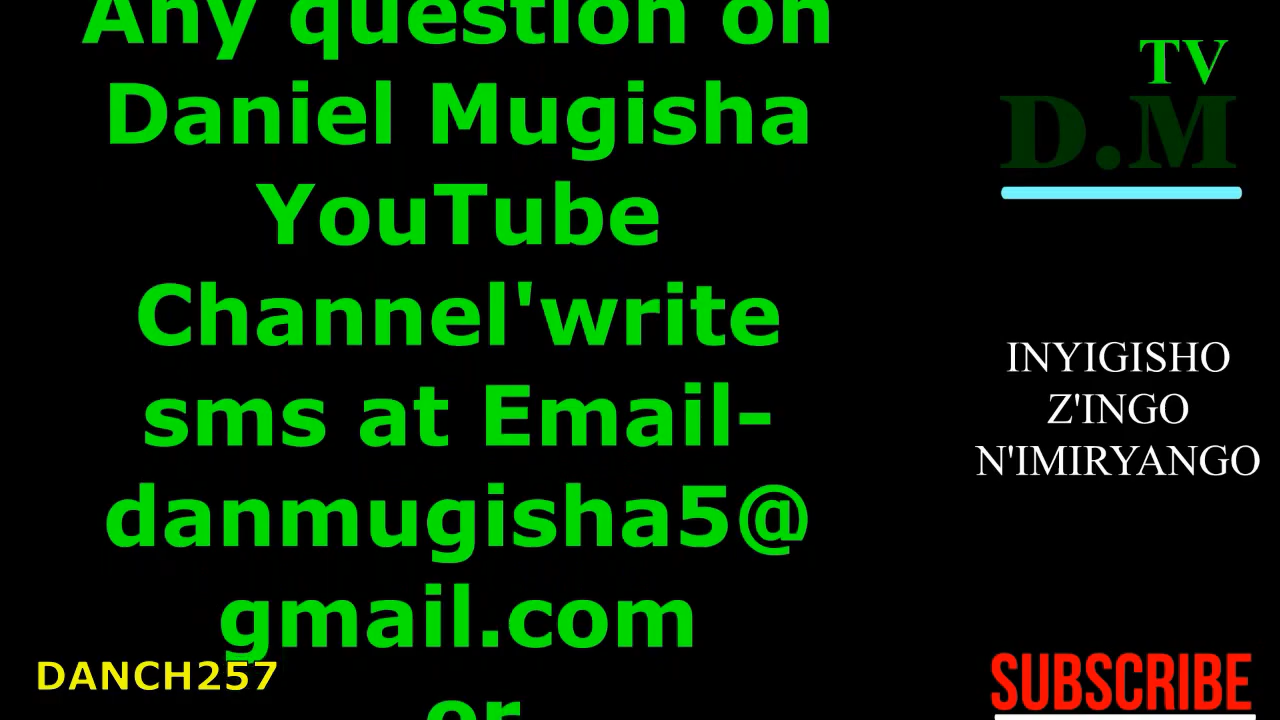 Any question on
Daniel Mugisha
YouTube
Channel'write
sms at Email-
danmugisha5@
gmail.com
or
DANCH257
TV
D.M
INYIGISHO
Z'INGO
N'IMIRYANGO
SUBSCRIBE